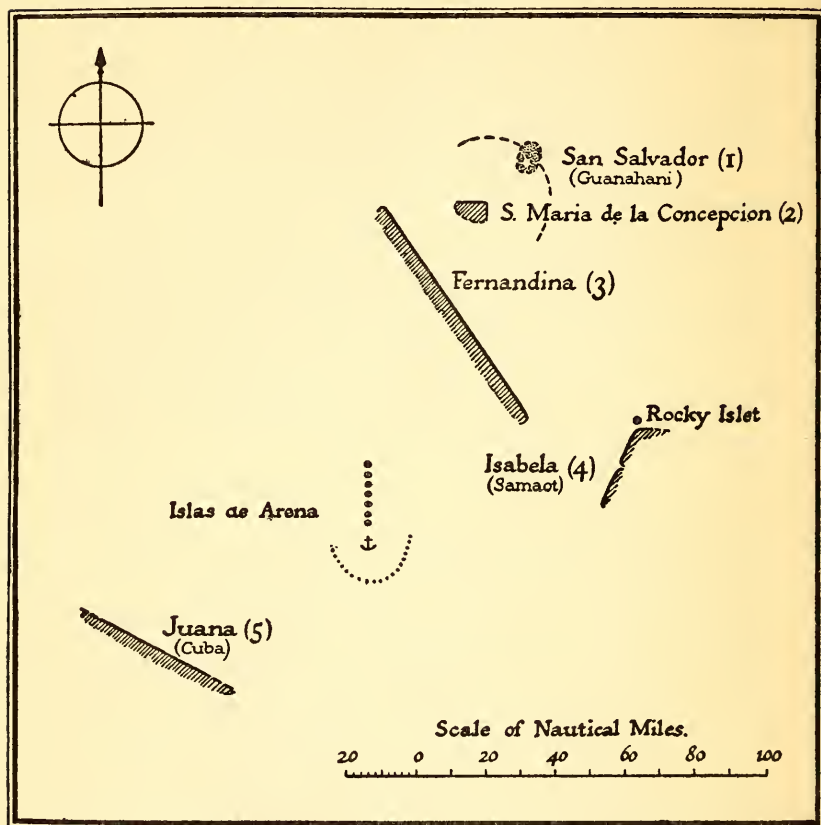 San Salvador (1)
(Guanahani)
S. Maria de la Concepcion (2)
Fernandina (3)
Rocky Islet
Isabela (4)
(Samaot)
Islas de Arena
Juana (5)
(Cuba)
Scale of Nautical Miles.
20 0 20 40 60 80 100